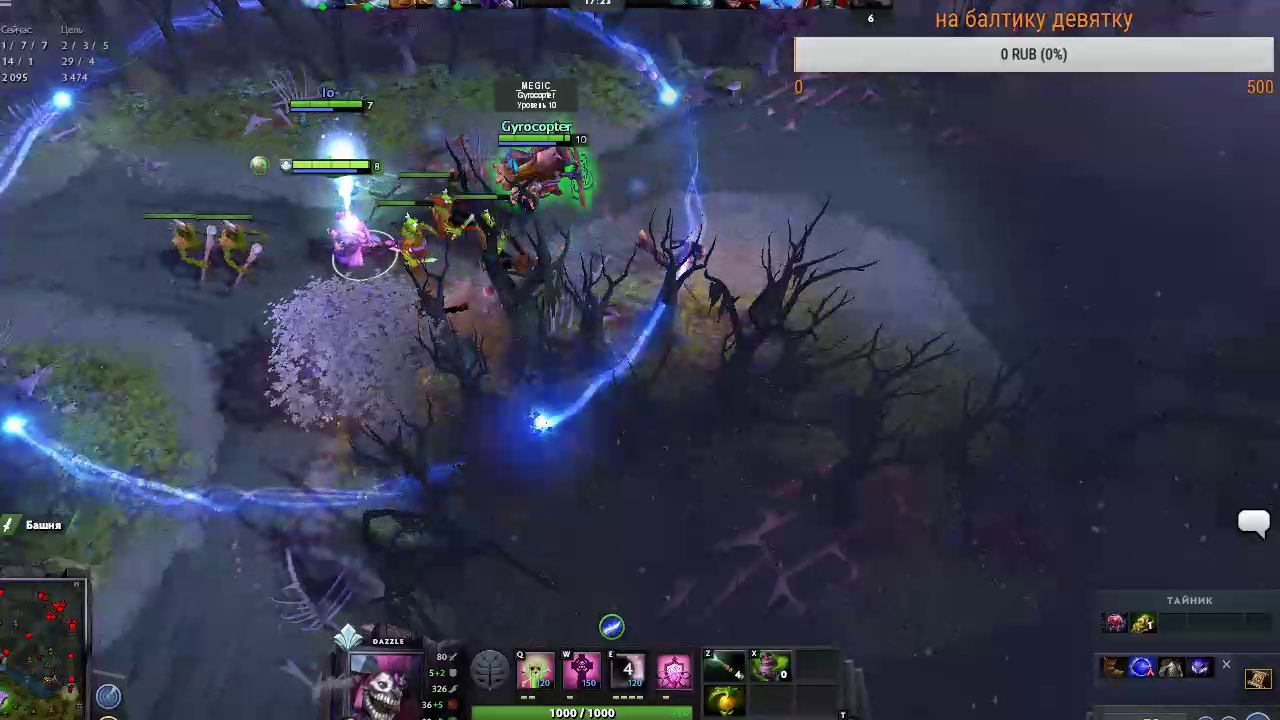 17:23
6
на балтику девятку
0 RUB (0%)
0
500
Сейчас Цель
1 / 7 / 7 2 / 3 / 5
14 / 1 29 / 4
2 095 3 474
_MEGIC_
Gyrocopter
Уровень 10
Io
7
Gyrocopter
10
8
Башня
ТАЙНИК
1
DAZZLE
80
5+2
326
36+5
Q
120
W
150
E
4
120
Z
4
X
0
1000 / 1000
T